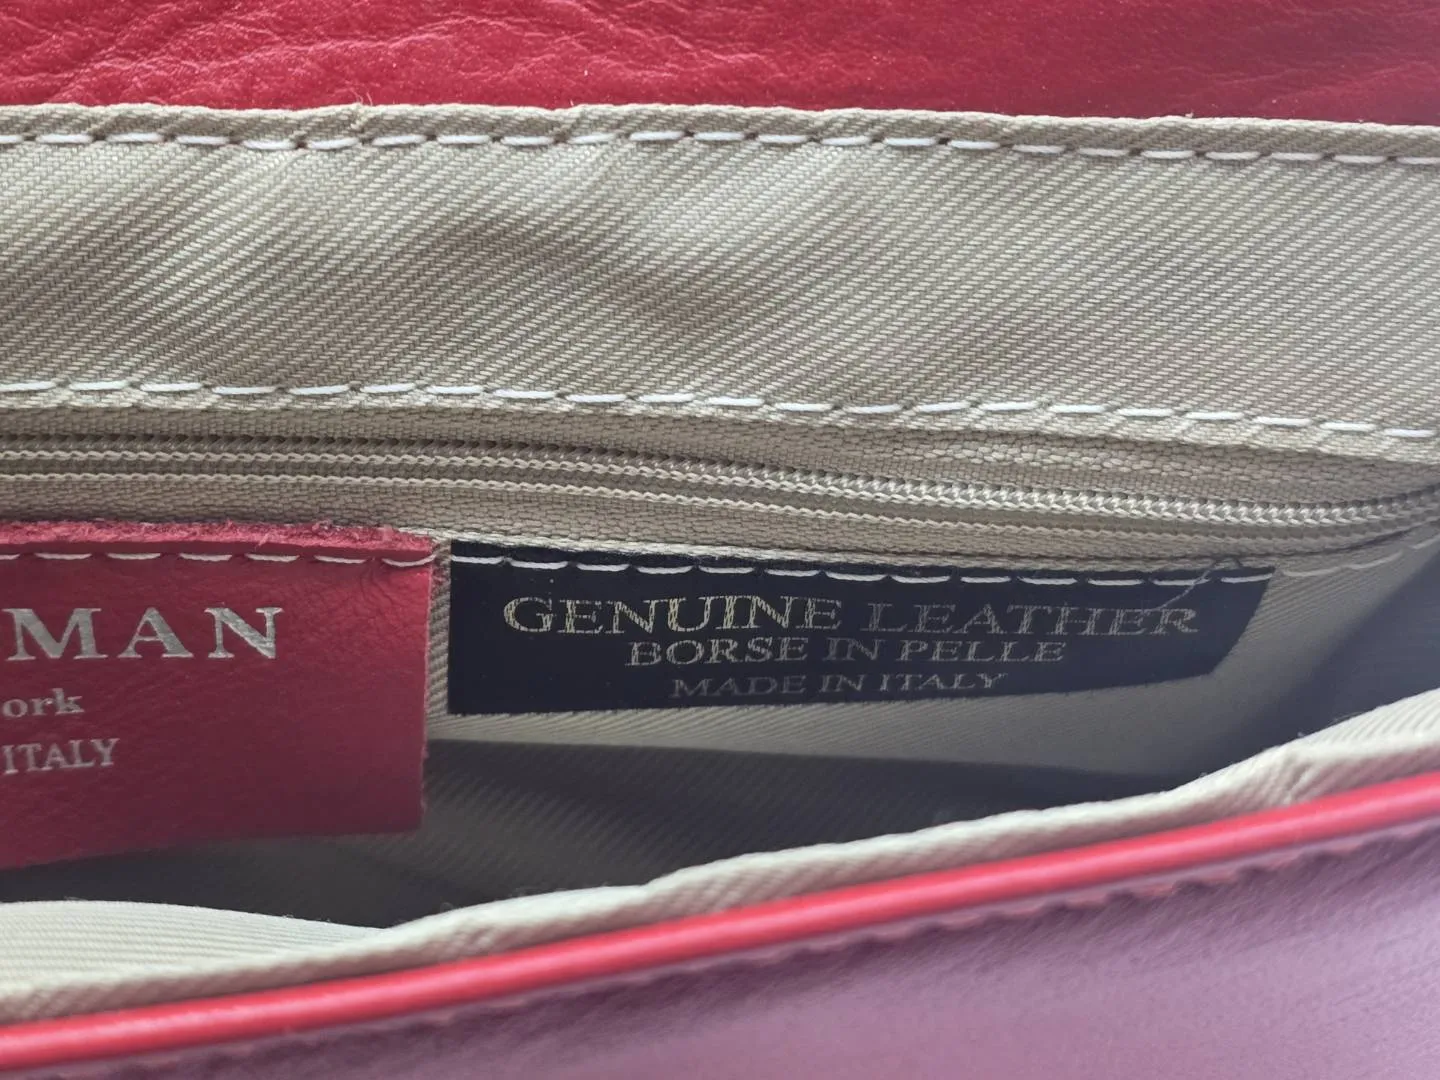 MAN
ork
ITALY
GENUINE LEATHER
BORSE IN PELLE
MADE IN ITALY